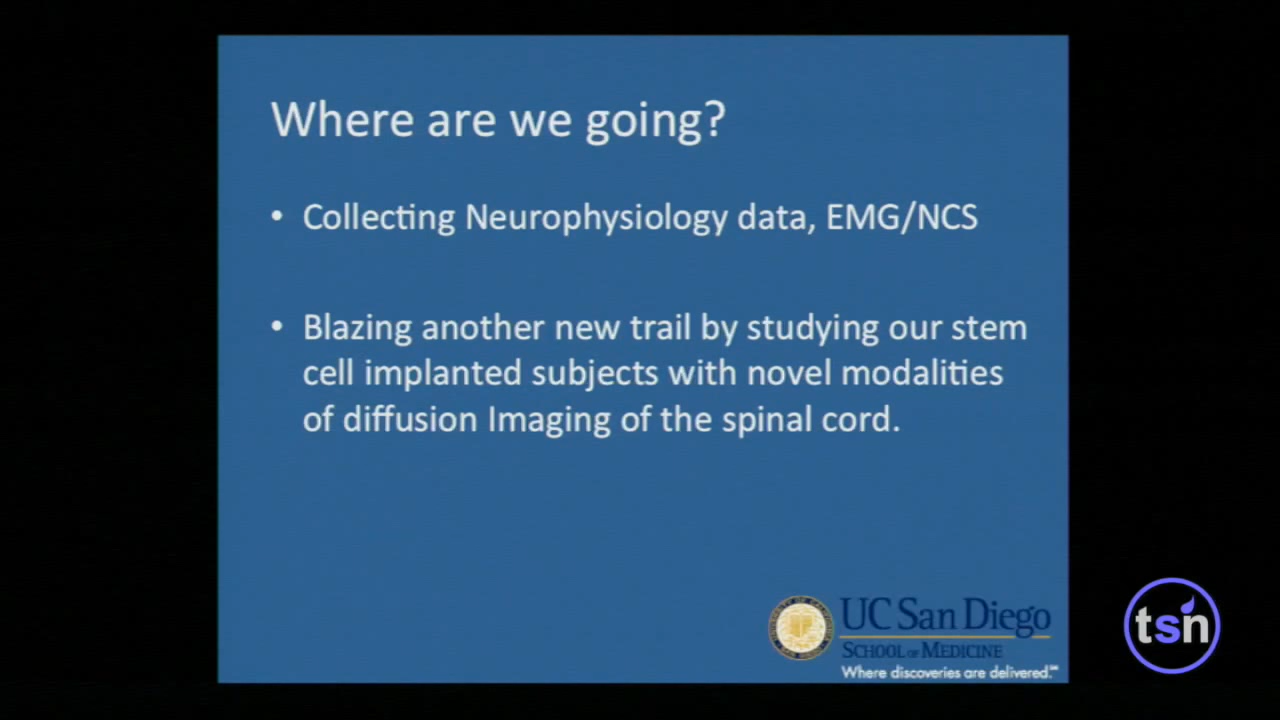 Where are we going?
• Collecting Neurophysiology data, EMG/NCS
• Blazing another new trail by studying our stem
cell implanted subjects with novel modalities
of diffusion Imaging of the spinal cord.
UC San Diego
SCHOOL OF MEDICINE
Where discoveries are delivered.℠
tsn